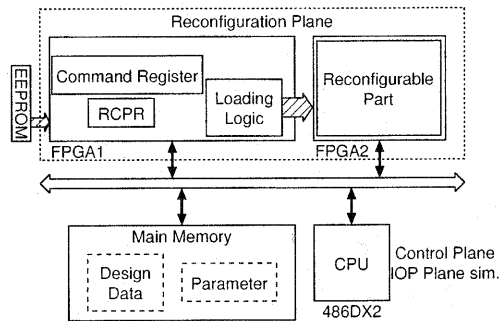 Reconfiguration Plane
Command Register
RCPR
Loading
Logic
Reconfigurable
Part
EEPROM
FPGA1
FPGA2
Main Memory
Design
Data
Parameter
CPU
486DX2
Control Plane
IOP Plane sim.